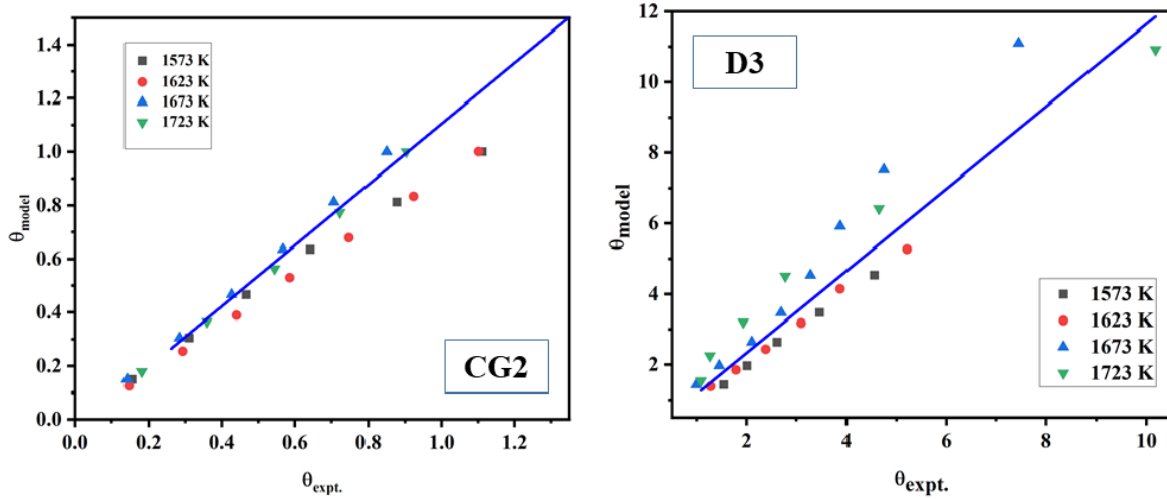 1.4
1.2
1.0
0.8
0.6
0.4
0.2
0.0
θmodel
1573 K
1623 K
1673 K
1723 K
CG2
0.0 0.2 0.4 0.6 0.8 1.0 1.2
θexpt.
12
10
8
6
4
2
θmodel
D3
1573 K
1623 K
1673 K
1723 K
2 4 6 8 10
θexpt.